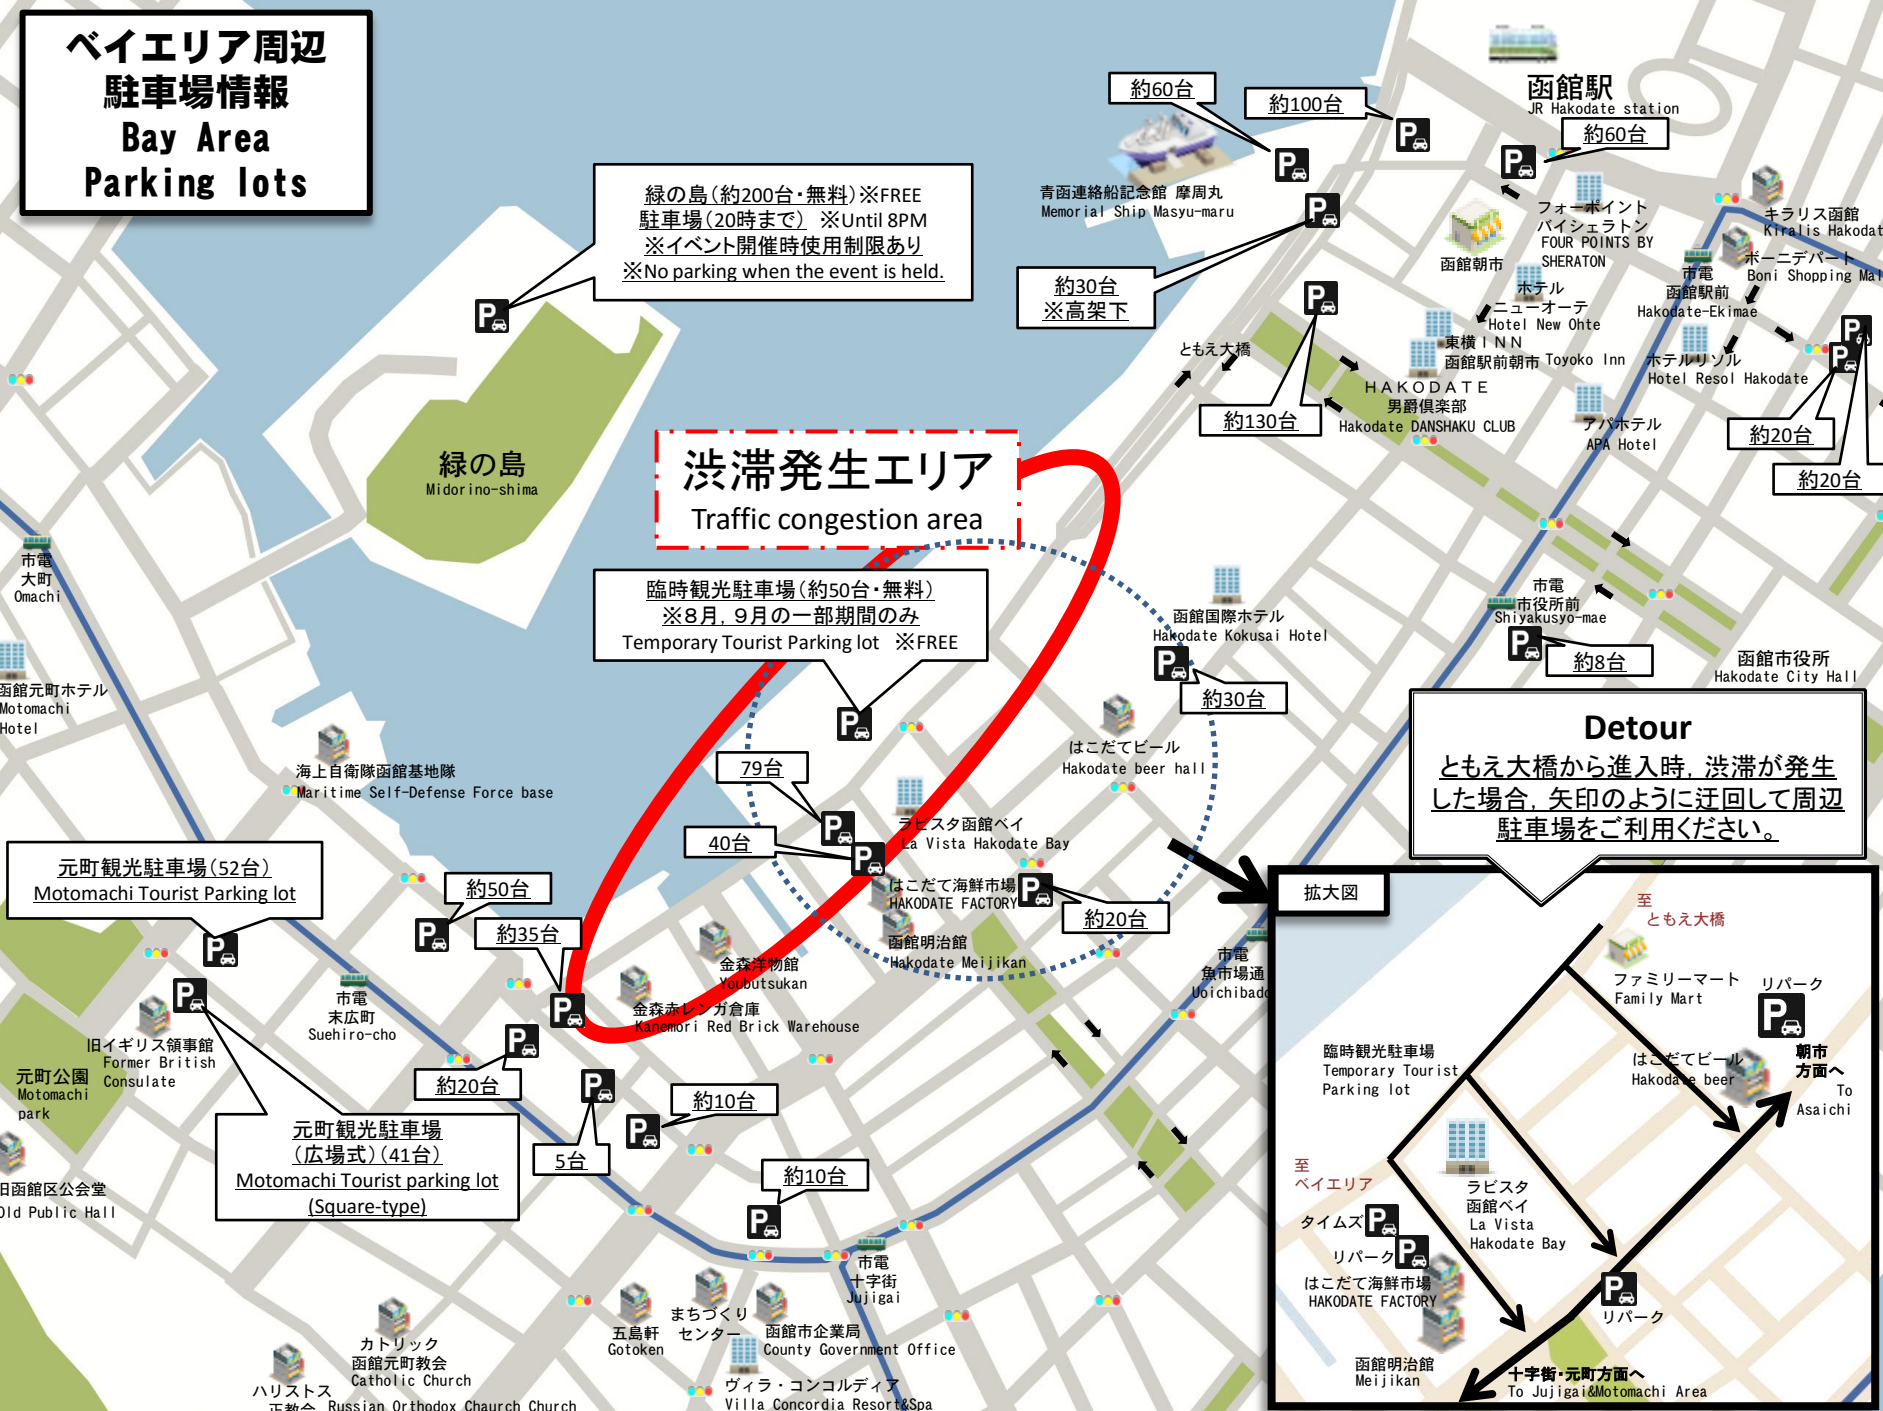 ベイエリア周辺
駐車場情報
Bay Area
Parking lots
緑の島（約200台・無料）※FREE
駐車場（20時まで） ※Until 8PM
※イベント開催時使用制限あり
※No parking when the event is held.
緑の島
Midorino-shima
約60台
約100台
函館駅
JR Hakodate station
約60台
青函連絡船記念館 摩周丸
Memorial Ship Masyu-maru
約30台
※高架下
ともえ大橋
約130台
函館朝市
フォーポイント
バイシェラトン
FOUR POINTS BY
SHERATON
ホテル
ニューオーテ
Hotel New Ohte
東横ＩＮＮ
函館駅前朝市 Toyoko Inn
ＨＡＫＯＤＡＴＥ
男爵倶楽部
Hakodate DANSHAKU CLUB
キラリス函館
Kiralis Hakodat
ボーニデパート
Boni Shopping Mal
市電
函館駅前
Hakodate-Ekimae
ホテルリソル
Hotel Resol Hakodate
アパホテル
APA Hotel
約20台
約20台
渋滞発生エリア
Traffic congestion area
臨時観光駐車場（約50台・無料）
※8月，9月の一部期間のみ
Temporary Tourist Parking lot ※FREE
市電
大町
Omachi
函館元町ホテル
Motomachi
Hotel
海上自衛隊函館基地隊
Maritime Self-Defense Force base
函館国際ホテル
Hakodate Kokusai Hotel
約30台
市電
市役所前
Shiyakusyo-mae
約8台
函館市役所
Hakodate City Hall
はこだてビール
Hakodate beer hall
79台
40台
ラビスタ函館ベイ
La Vista Hakodate Bay
はこだて海鮮市場
HAKODATE FACTORY
約20台
函館明治館
Hakodate Meijikan
市電
魚市場通
Uoichibado
元町観光駐車場（52台）
Motomachi Tourist Parking lot
約50台
約35台
金森洋物館
Youbutsukan
金森赤レンガ倉庫
Kanemori Red Brick Warehouse
市電
末広町
Suehiro-cho
旧イギリス領事館
Former British
Consulate
元町公園
Motomachi
park
約20台
元町観光駐車場
（広場式）（41台）
Motomachi Tourist parking lot
(Square-type)
5台
約10台
約10台
旧函館区公会堂
Old Public Hall
市電
十字街
Jujigai
五島軒
Gotoken
まちづくり
センター
函館市企業局
County Government Office
カトリック
函館元町教会
Catholic Church
ハリストス
正教会 Russian Orthodox Chaurch Church
ヴィラ・コンコルディア
Villa Concordia Resort&Spa
Detour
ともえ大橋から進入時，渋滞が発生
した場合，矢印のように迂回して周辺
駐車場をご利用ください。
拡大図
至
ともえ大橋
ファミリーマート
Family Mart
リパーク
臨時観光駐車場
Temporary Tourist
Parking lot
はこだてビール
Hakodate beer
朝市
方面へ
To
Asaichi
至
ベイエリア
ラビスタ
函館ベイ
La Vista
Hakodate Bay
タイムズ
リパーク
はこだて海鮮市場
HAKODATE FACTORY
リパーク
函館明治館
Meijikan
十字街・元町方面へ
To Jujigai&Motomachi Area